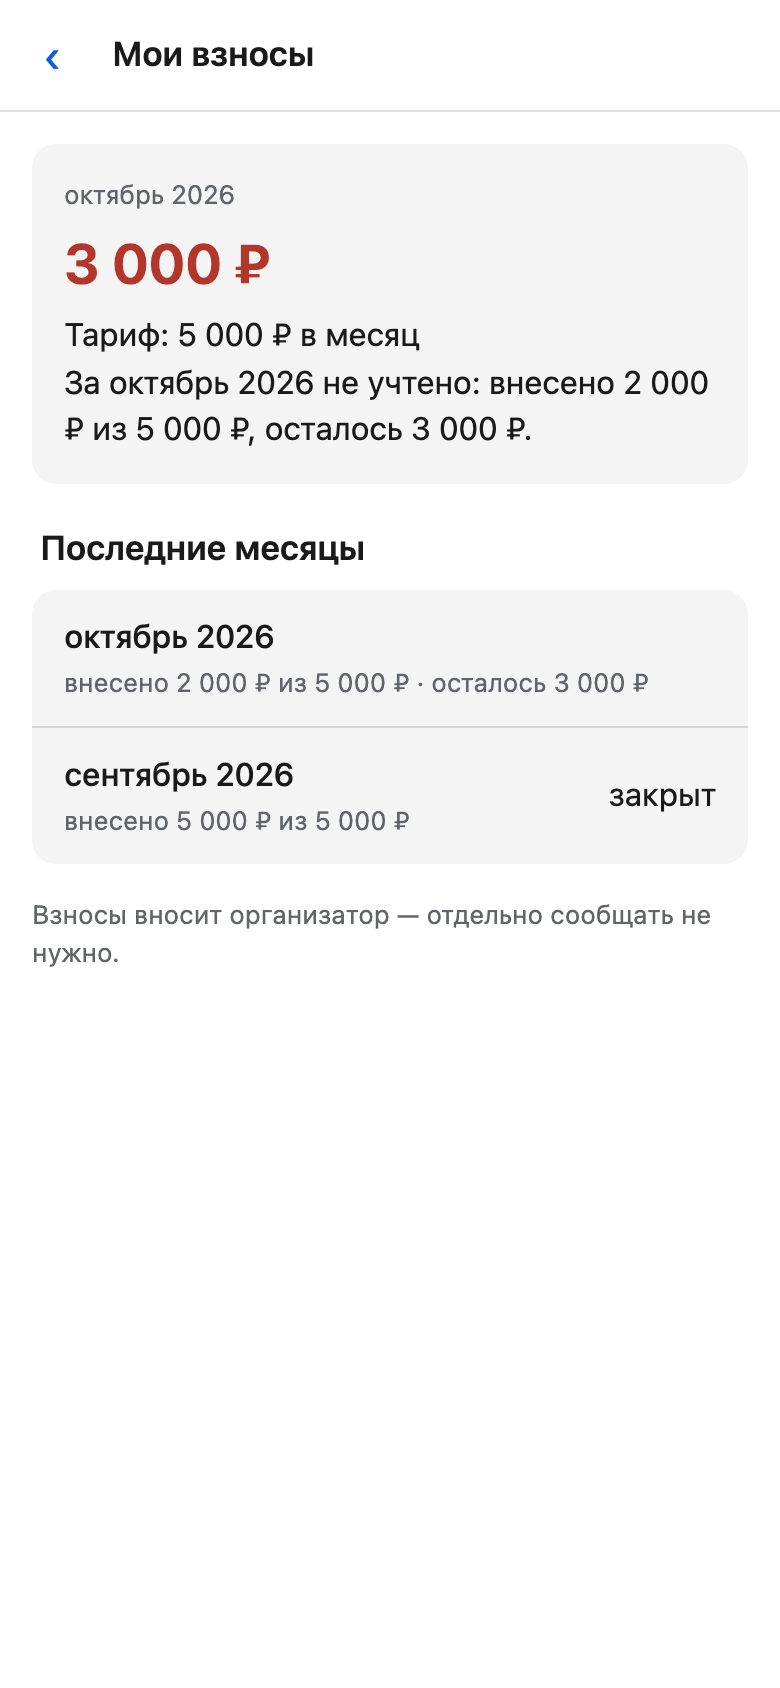 ‹ Мои взносы
октябрь 2026
3 000 ₽
Тариф: 5 000 ₽ в месяц
За октябрь 2026 не учтено: внесено 2 000
₽ из 5 000 ₽, осталось 3 000 ₽.
Последние месяцы
октябрь 2026
внесено 2 000 ₽ из 5 000 ₽ · осталось 3 000 ₽
сентябрь 2026
закрыт
внесено 5 000 ₽ из 5 000 ₽
Взносы вносит организатор — отдельно сообщать не
нужно.